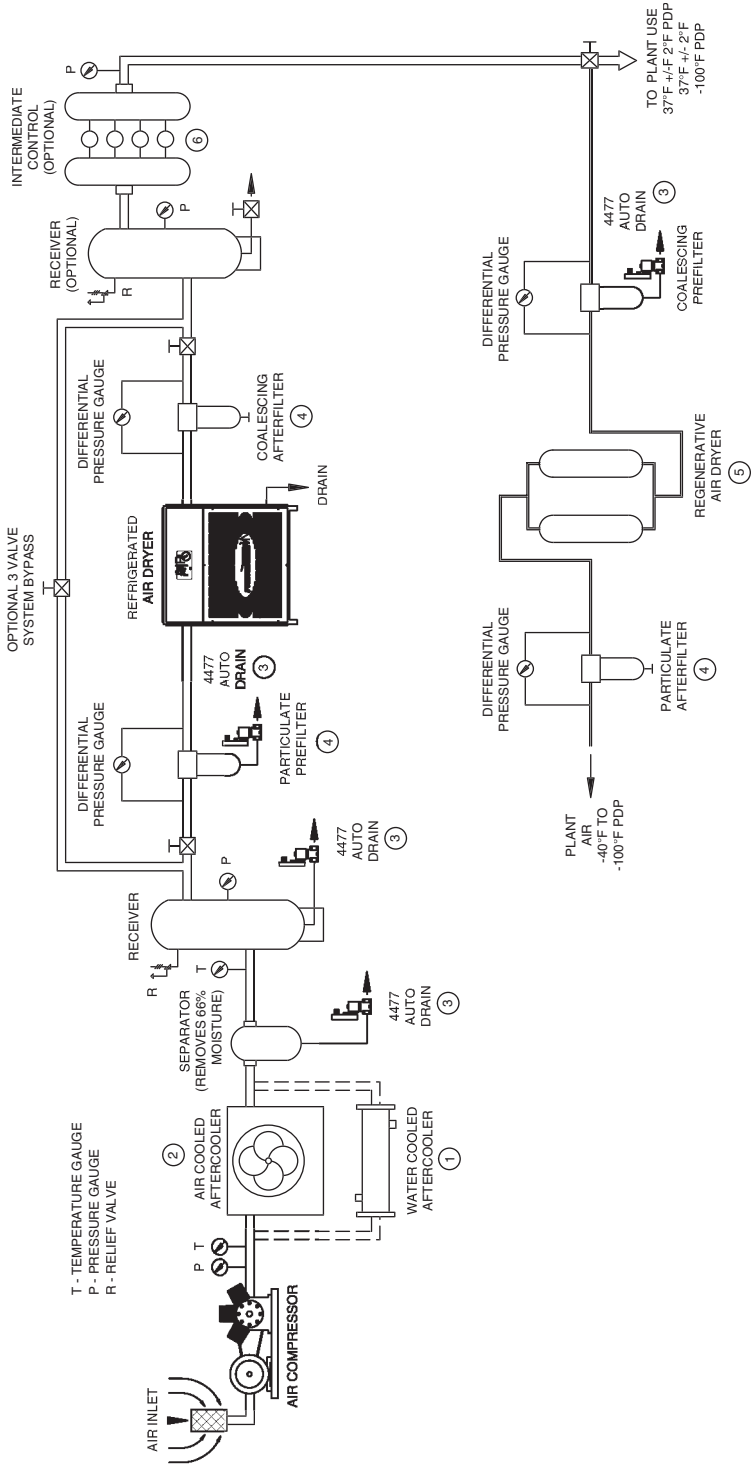 AIR INLET
AIR COMPRESSOR
T - TEMPERATURE GAUGE
P - PRESSURE GAUGE
R - RELIEF VALVE
P
T
2
AIR COOLED
AFTERCOOLER
WATER COOLED
AFTERCOOLER
1
SEPARATOR
(REMOVES 66%
MOISTURE)
4477
AUTO
DRAIN
3
T
R
RECEIVER
P
4477
AUTO
DRAIN
3
OPTIONAL 3 VALVE
SYSTEM BYPASS
DIFFERENTIAL
PRESSURE GAUGE
PARTICULATE
PREFILTER
4
4477
AUTO
DRAIN
3
REFRIGERATED
AIR DRYER
DRAIN
DIFFERENTIAL
PRESSURE GAUGE
COALESCING
AFTERFILTER
4
R
RECEIVER
(OPTIONAL)
P
INTERMEDIATE
CONTROL
(OPTIONAL)
6
P
TO PLANT USE
37°F +/-F 2°F PDP
37°F +/- 2°F
-100°F PDP
DIFFERENTIAL
PRESSURE GAUGE
4477
AUTO
DRAIN
3
COALESCING
PREFILTER
REGENERATIVE
AIR DRYER
5
DIFFERENTIAL
PRESSURE GAUGE
PARTICULATE
AFTERFILTER
4
PLANT
AIR
-40°F TO
-100°F PDP